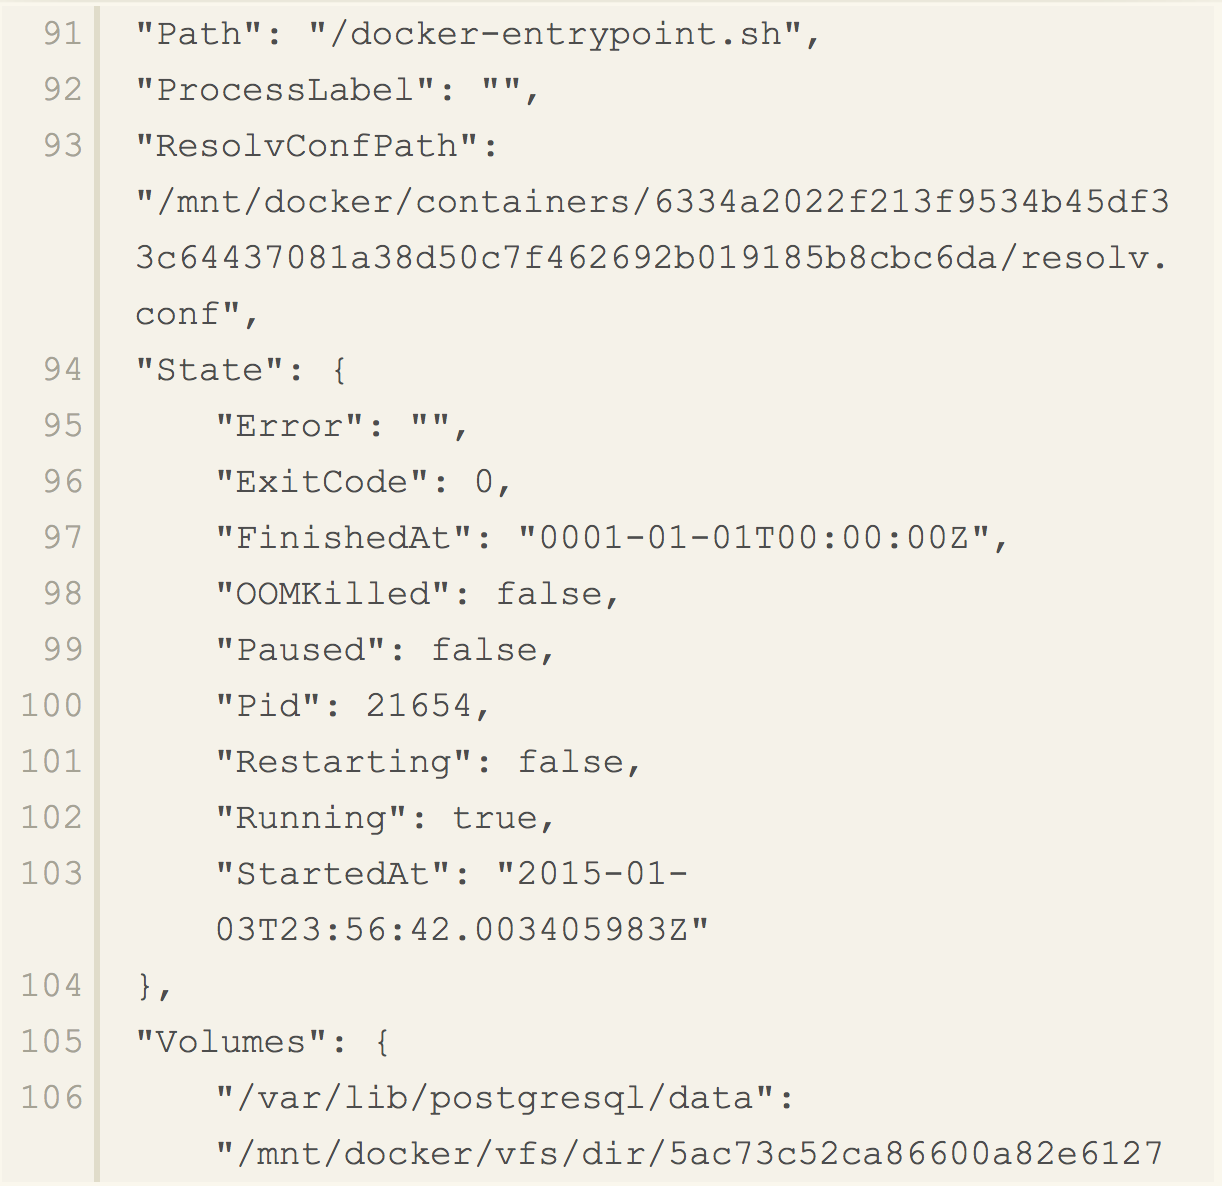 91 "Path": "/docker-entrypoint.sh",
92 "ProcessLabel": "",
93 "ResolvConfPath":
"/mnt/docker/containers/6334a2022f213f9534b45df3
3c64437081a38d50c7f462692b019185b8cbc6da/resolv.
conf",
94 "State": {
95 "Error": "",
96 "ExitCode": 0,
97 "FinishedAt": "0001-01-01T00:00:00Z",
98 "OOMKilled": false,
99 "Paused": false,
100 "Pid": 21654,
101 "Restarting": false,
102 "Running": true,
103 "StartedAt": "2015-01-
03T23:56:42.003405983Z"
104 },
105 "Volumes": {
106 "/var/lib/postgresql/data":
"/mnt/docker/vfs/dir/5ac73c52ca86600a82e6127